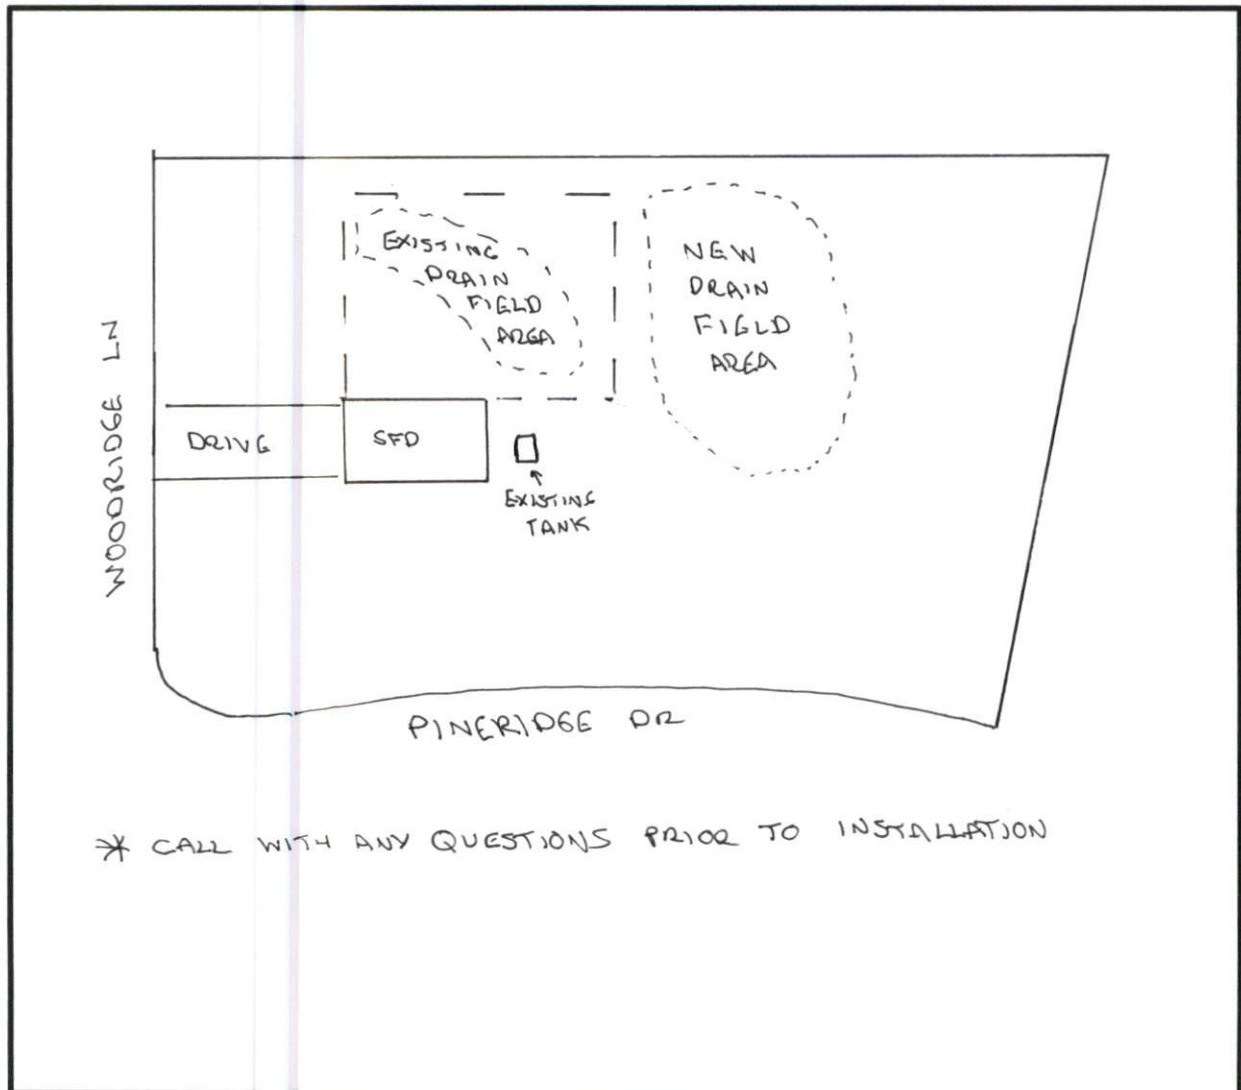 EXISTING
DRAIN
FIELD
AREA
NEW
DRAIN
FIELD
AREA
WOODRIDGE LN
DRIVE
SFD
EXISTING
TANK
PINERIDGE DR
* CALL WITH ANY QUESTIONS PRIOR TO INSTALLATION